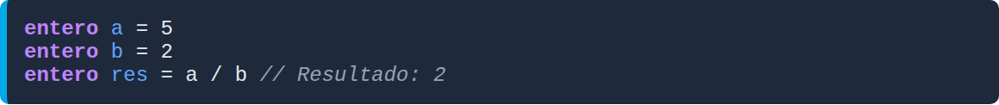 entero a = 5
entero b = 2
entero res = a / b // Resultado: 2